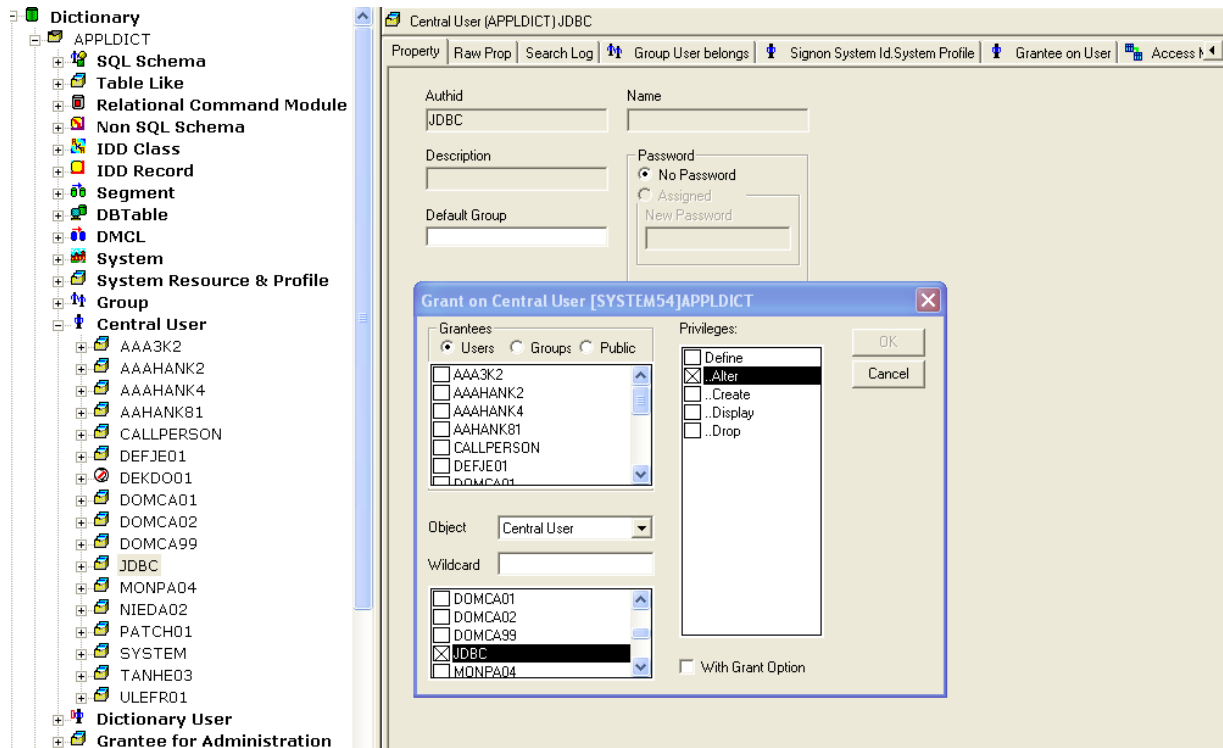 Dictionary
APPLDICT
SQL Schema
Table Like
Relational Command Module
Non SQL Schema
IDD Class
IDD Record
Segment
DBTable
DMCL
System
System Resource & Profile
Group
Central User
AAA3K2
AAAHANK2
AAAHANK4
AAHANK81
CALLPERSON
DEFJE01
DEKDO01
DOMCA01
DOMCA02
DOMCA99
JDBC
MONPA04
NIEDA02
PATCH01
SYSTEM
TANHE03
ULEFR01
Dictionary User
Grantee for Administration
Central User (APPLDICT) JDBC
Property Raw Prop Search Log Group User belongs Signon System Id.System Profile Grantee on User Access
Authid Name
JDBC
Description Password
No Password
Assigned
Default Group New Password
Grant on Central User [SYSTEM54]APPLDICT
Grantees Privileges:
Users Groups Public OK
Define
AAA3K2 ..Alter Cancel
AAAHANK2 ..Create
AAAHANK4 ..Display
AAHANK81 ..Drop
CALLPERSON
DEFJE01
DOMCA01
Object Central User
Wildcard
DOMCA01
DOMCA02
DOMCA99
JDBC
MONPA04 With Grant Option